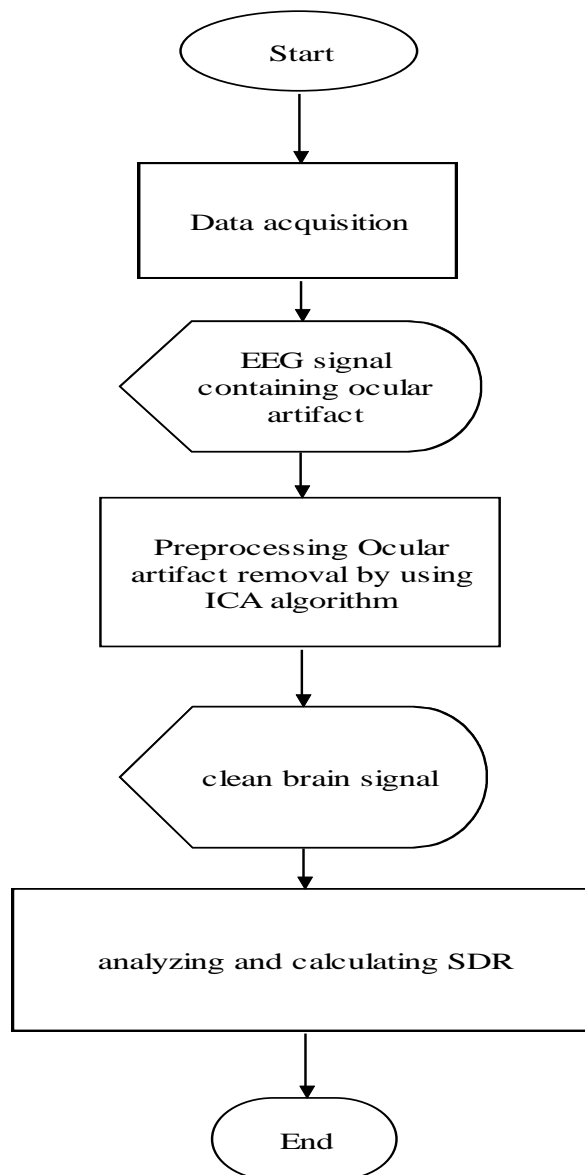 Start
Data acquisition
EEG signal
containing ocular
artifact
Preprocessing Ocular
artifact removal by using
ICA algorithm
clean brain signal
analyzing and calculating SDR
End